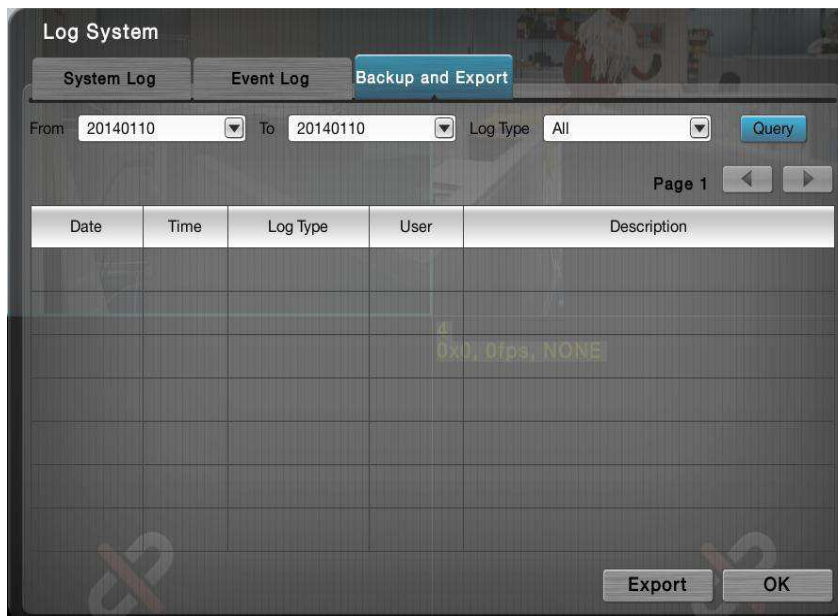 Log System
System Log Event Log Backup and Export
From 20140110 To 20140110 Log Type All Query
Page 1
Date Time Log Type User Description
4
0x0, 0fps, NONE
Export OK